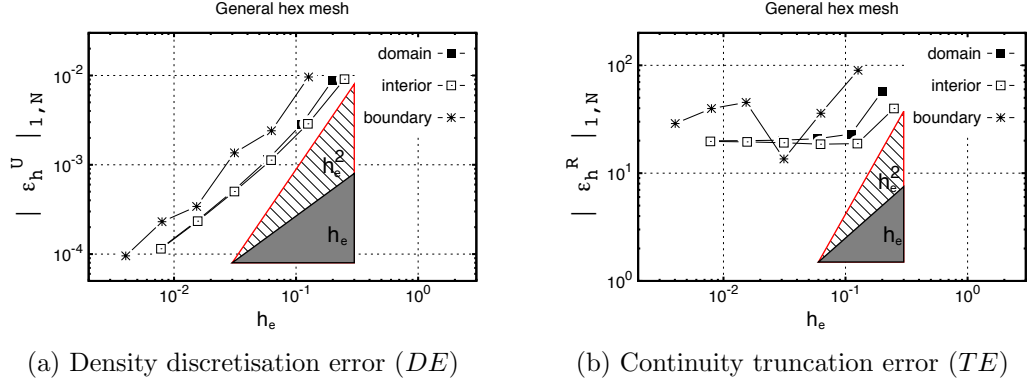 General hex mesh
domain
interior
boundary
| ε_h^U |_1,N
10^-2
10^-3
10^-4
h_e^2
h_e
10^-2
10^-1
10^0
h_e
(a) Density discretisation error (DE)
General hex mesh
domain
interior
boundary
| ε_h^R |_1,N
10^2
10^1
10^0
h_e^2
h_e
10^-2
10^-1
10^0
h_e
(b) Continuity truncation error (TE)